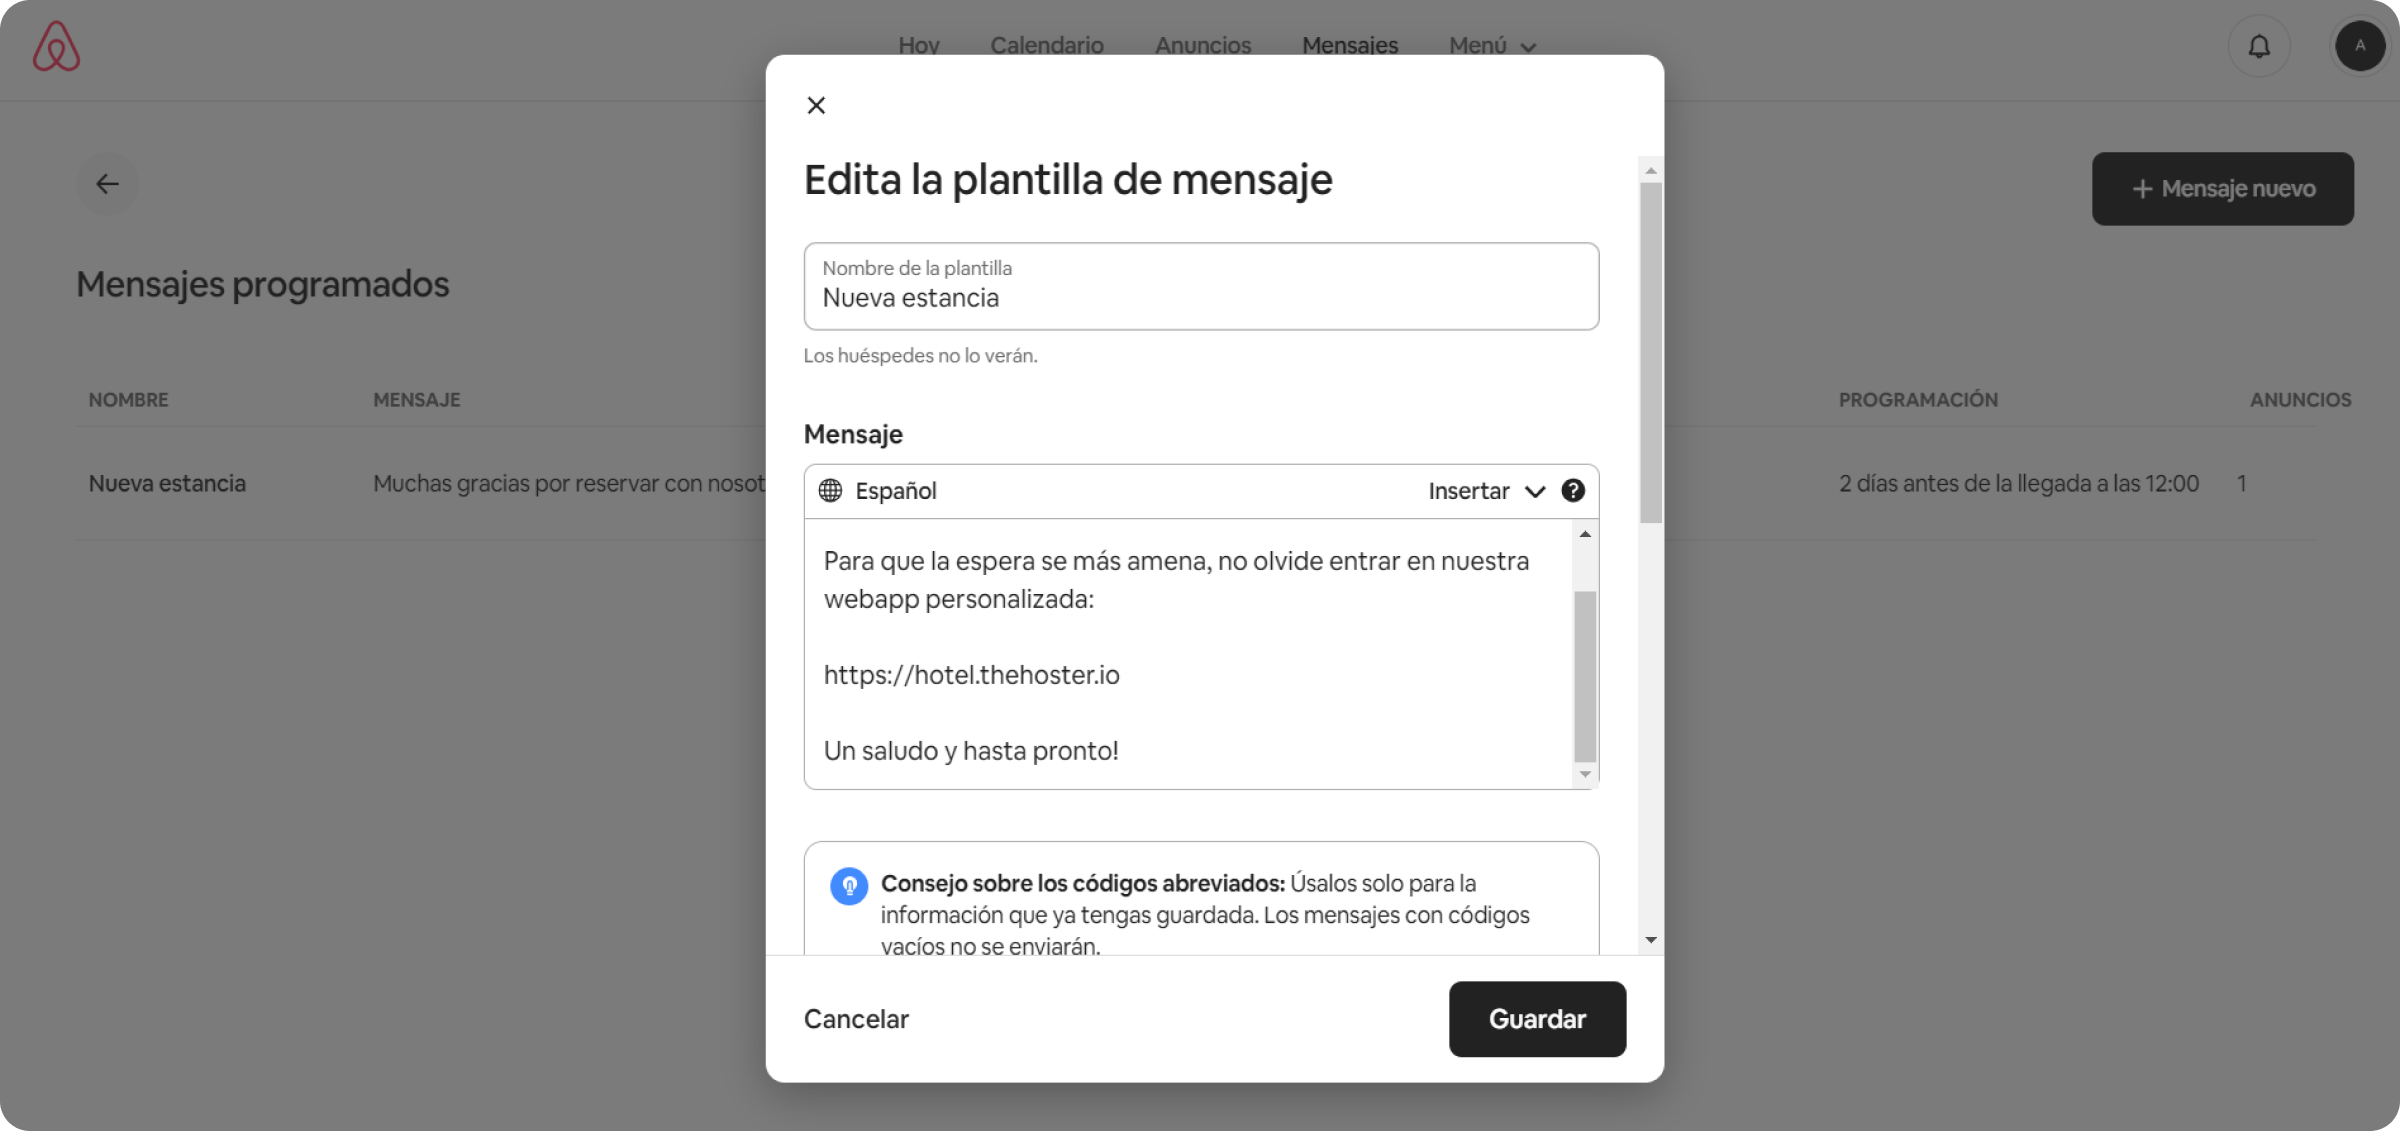 Hoy Calendario Anuncios Mensajes Menú
A
Mensaje nuevo
Mensajes programados
NOMBRE MENSAJE PROGRAMACIÓN ANUNCIOS
Nueva estancia Muchas gracias por reservar con nosot 2 días antes de la llegada a las 12:00 1
Edita la plantilla de mensaje
Nombre de la plantilla
Nueva estancia
Los huéspedes no lo verán.
Mensaje
Español Insertar
Para que la espera se más amena, no olvide entrar en nuestra
webapp personalizada:
https://hotel.thehoster.io
Un saludo y hasta pronto!
Consejo sobre los códigos abreviados: Úsalos solo para la
información que ya tengas guardada. Los mensajes con códigos
vacíos no se enviarán.
Cancelar Guardar